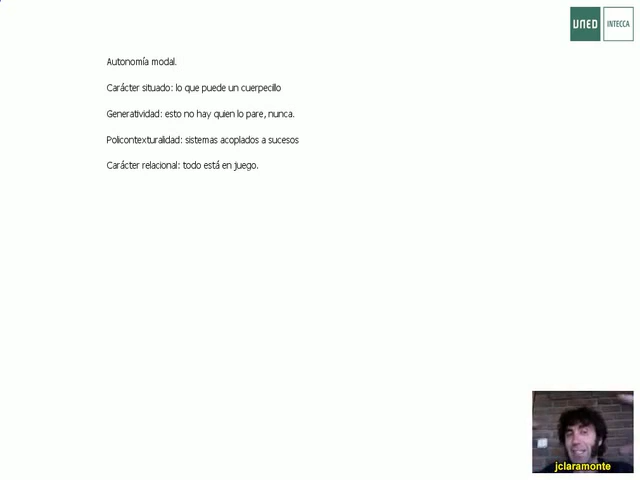 UNED INTECCA
Autonomía modal.
Carácter situado: lo que puede un cuerpecillo
Generatividad: esto no hay quien lo pare, nunca.
Policontexturalidad: sistemas acoplados a sucesos
Carácter relacional: todo está en juego.
jclaramonte